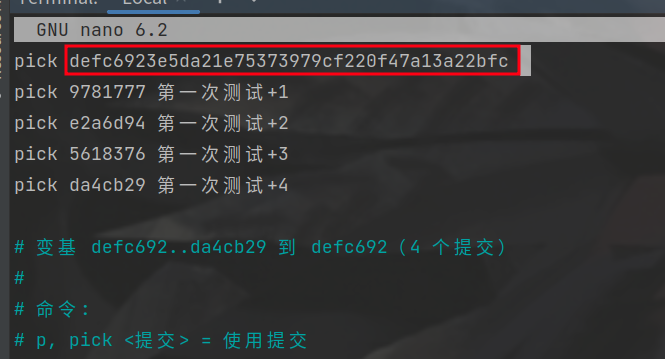 Terminal: Local
GNU nano 6.2
pick defc6923e5da21e75373979cf220f47a13a22bfc
pick 9781777 第一次测试+1
pick e2a6d94 第一次测试+2
pick 5618376 第一次测试+3
pick da4cb29 第一次测试+4
# 变基 defc692..da4cb29 到 defc692（4 个提交）
#
# 命令:
# p, pick <提交> = 使用提交